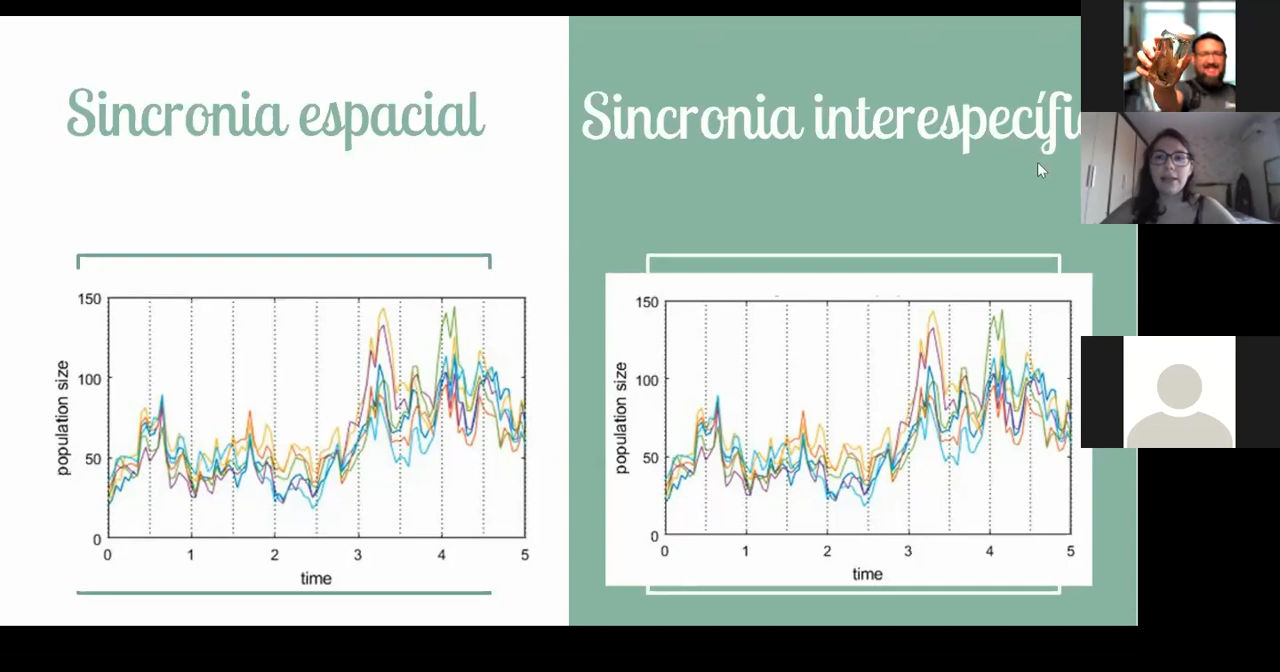 Sincronia espacial
Sincronia interespecífi
150
100
50
0
population size
0 1 2 3 4 5
time
150
100
50
0
population size
0 1 2 3 4 5
time